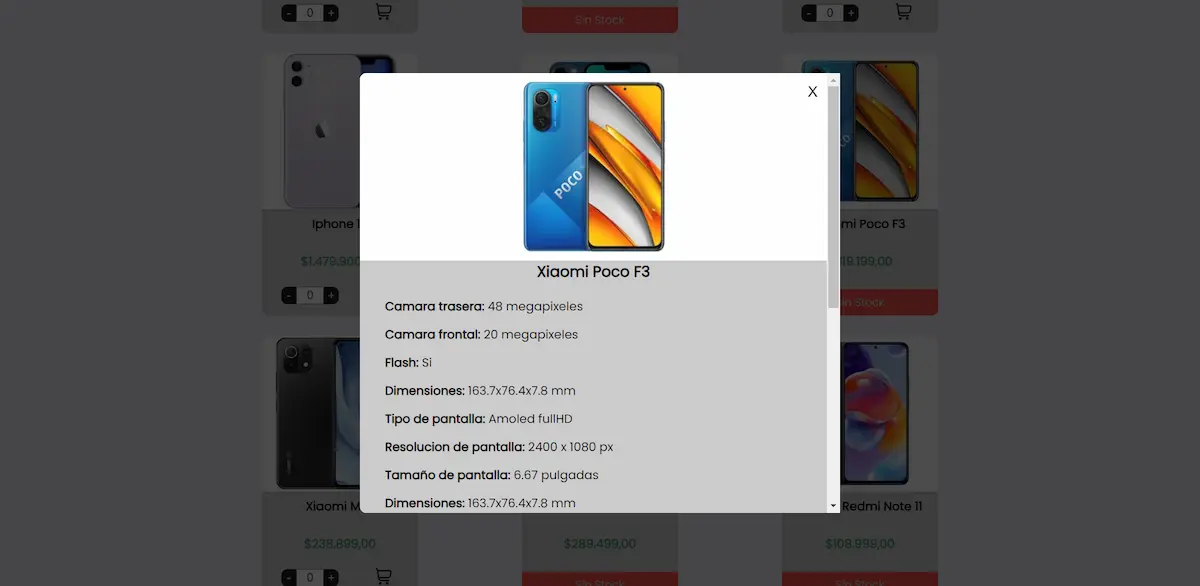 - 0 +
Sin Stock
- 0 +
X
POCO
Iphone 1
mi Poco F3
$1.479.900
19.199,00
- 0 +
in Stock
Xiaomi Poco F3
Camara trasera: 48 megapixeles
Camara frontal: 20 megapixeles
Flash: Si
Dimensiones: 163.7x76.4x7.8 mm
Tipo de pantalla: Amoled fullHD
Resolucion de pantalla: 2400 x 1080 px
Tamaño de pantalla: 6.67 pulgadas
Dimensiones: 163.7x76.4x7.8 mm
Xiaomi M
Redmi Note 11
$238.899,00
$289.499,00
$109.999,00
- 0 +
Sin Stock
Sin Stock